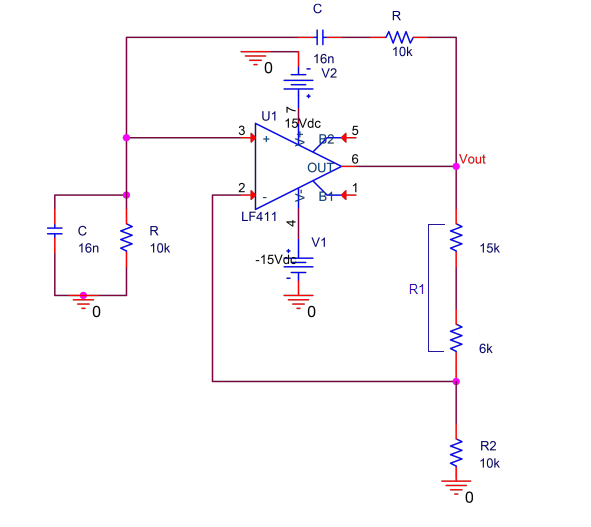 C
R
16n
10k
0
V2
-
+
U1
7
15Vdc
3
+
V+
B2
5
OUT
6
Vout
2
-
V-
B1
1
LF411
4
C
16n
R
10k
0
V1
+
-15Vdc
-
0
R1
15k
6k
R2
10k
0